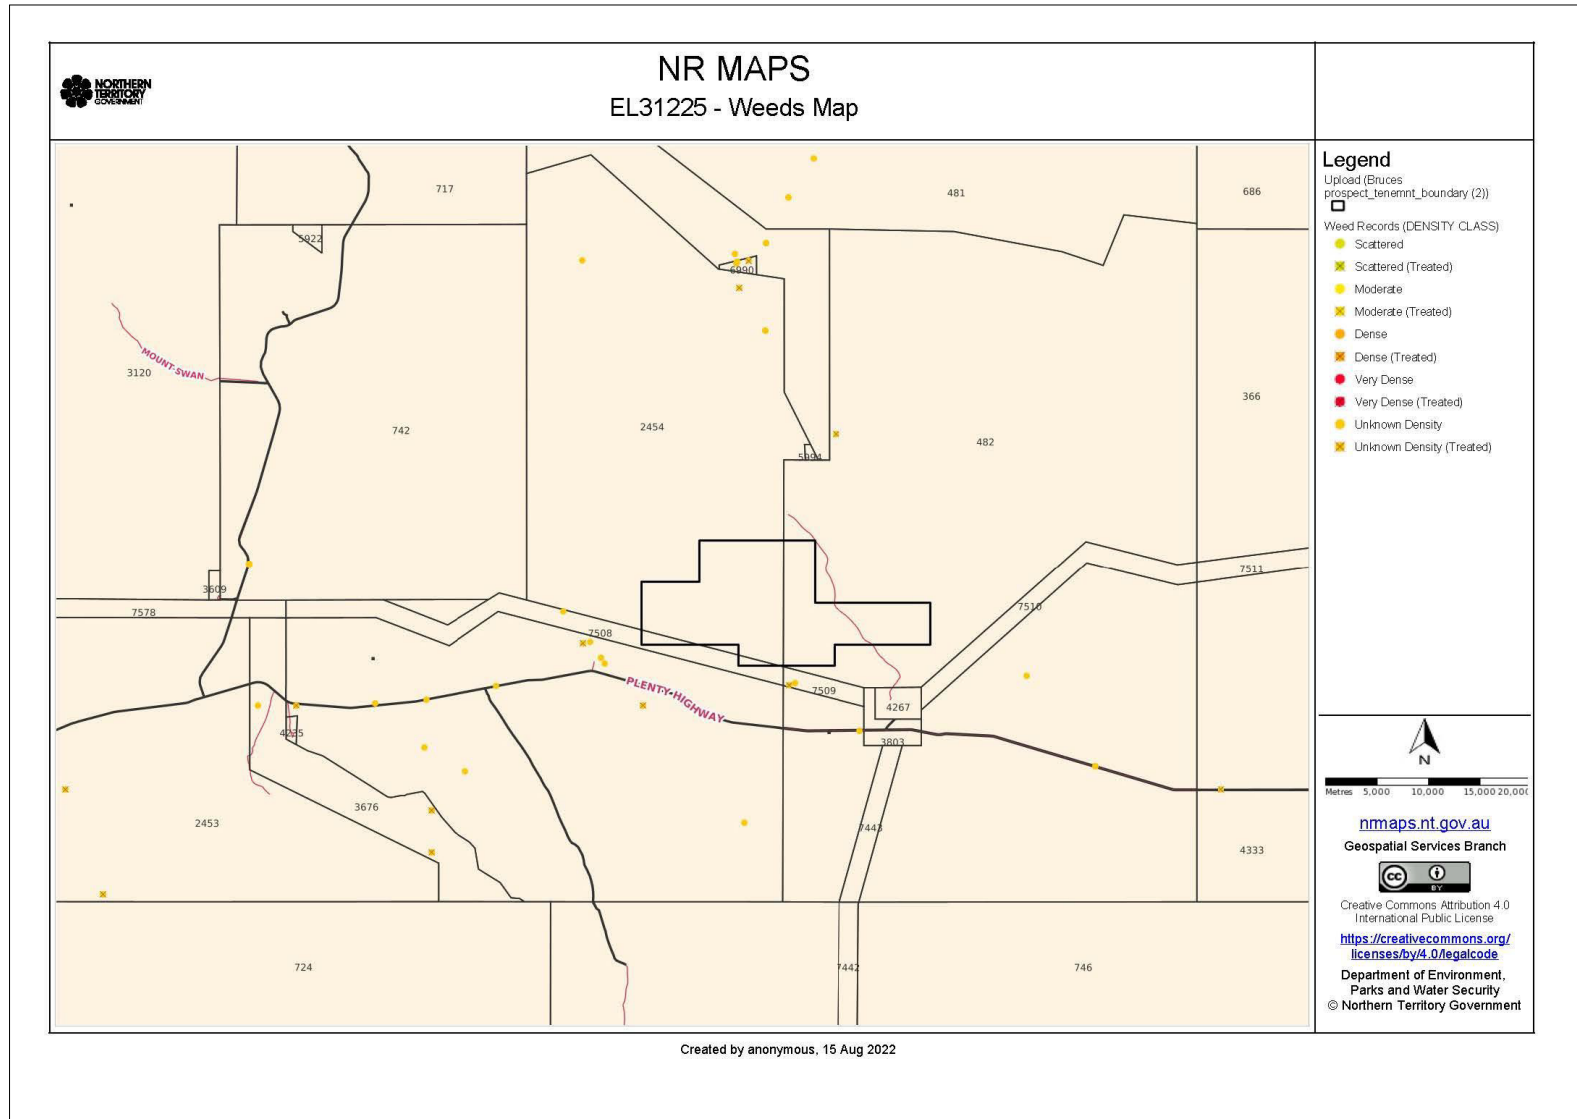 NORTHERN
TERRITORY
GOVERNMENT
NR MAPS
EL31225 - Weeds Map
717
481
686
5922
6990
MOUNT SWAN
3120
366
742
2454
482
5994
7511
3609
7578
7510
7508
PLENTY HIGHWAY
7509
4267
4235
3803
3676
2453
7443
4333
724
7442
746
Legend
Upload (Bruces
prospect_tenemnt_boundary (2))
Weed Records (DENSITY CLASS)
Scattered
Scattered (Treated)
Moderate
Moderate (Treated)
Dense
Dense (Treated)
Very Dense
Very Dense (Treated)
Unknown Density
Unknown Density (Treated)
N
Metres 5,000 10,000 15,000 20,000
nrmaps.nt.gov.au
Geospatial Services Branch
cc BY
Creative Commons Attribution 4.0
International Public License
https://creativecommons.org/
licenses/by/4.0/legalcode
Department of Environment,
Parks and Water Security
© Northern Territory Government
Created by anonymous, 15 Aug 2022